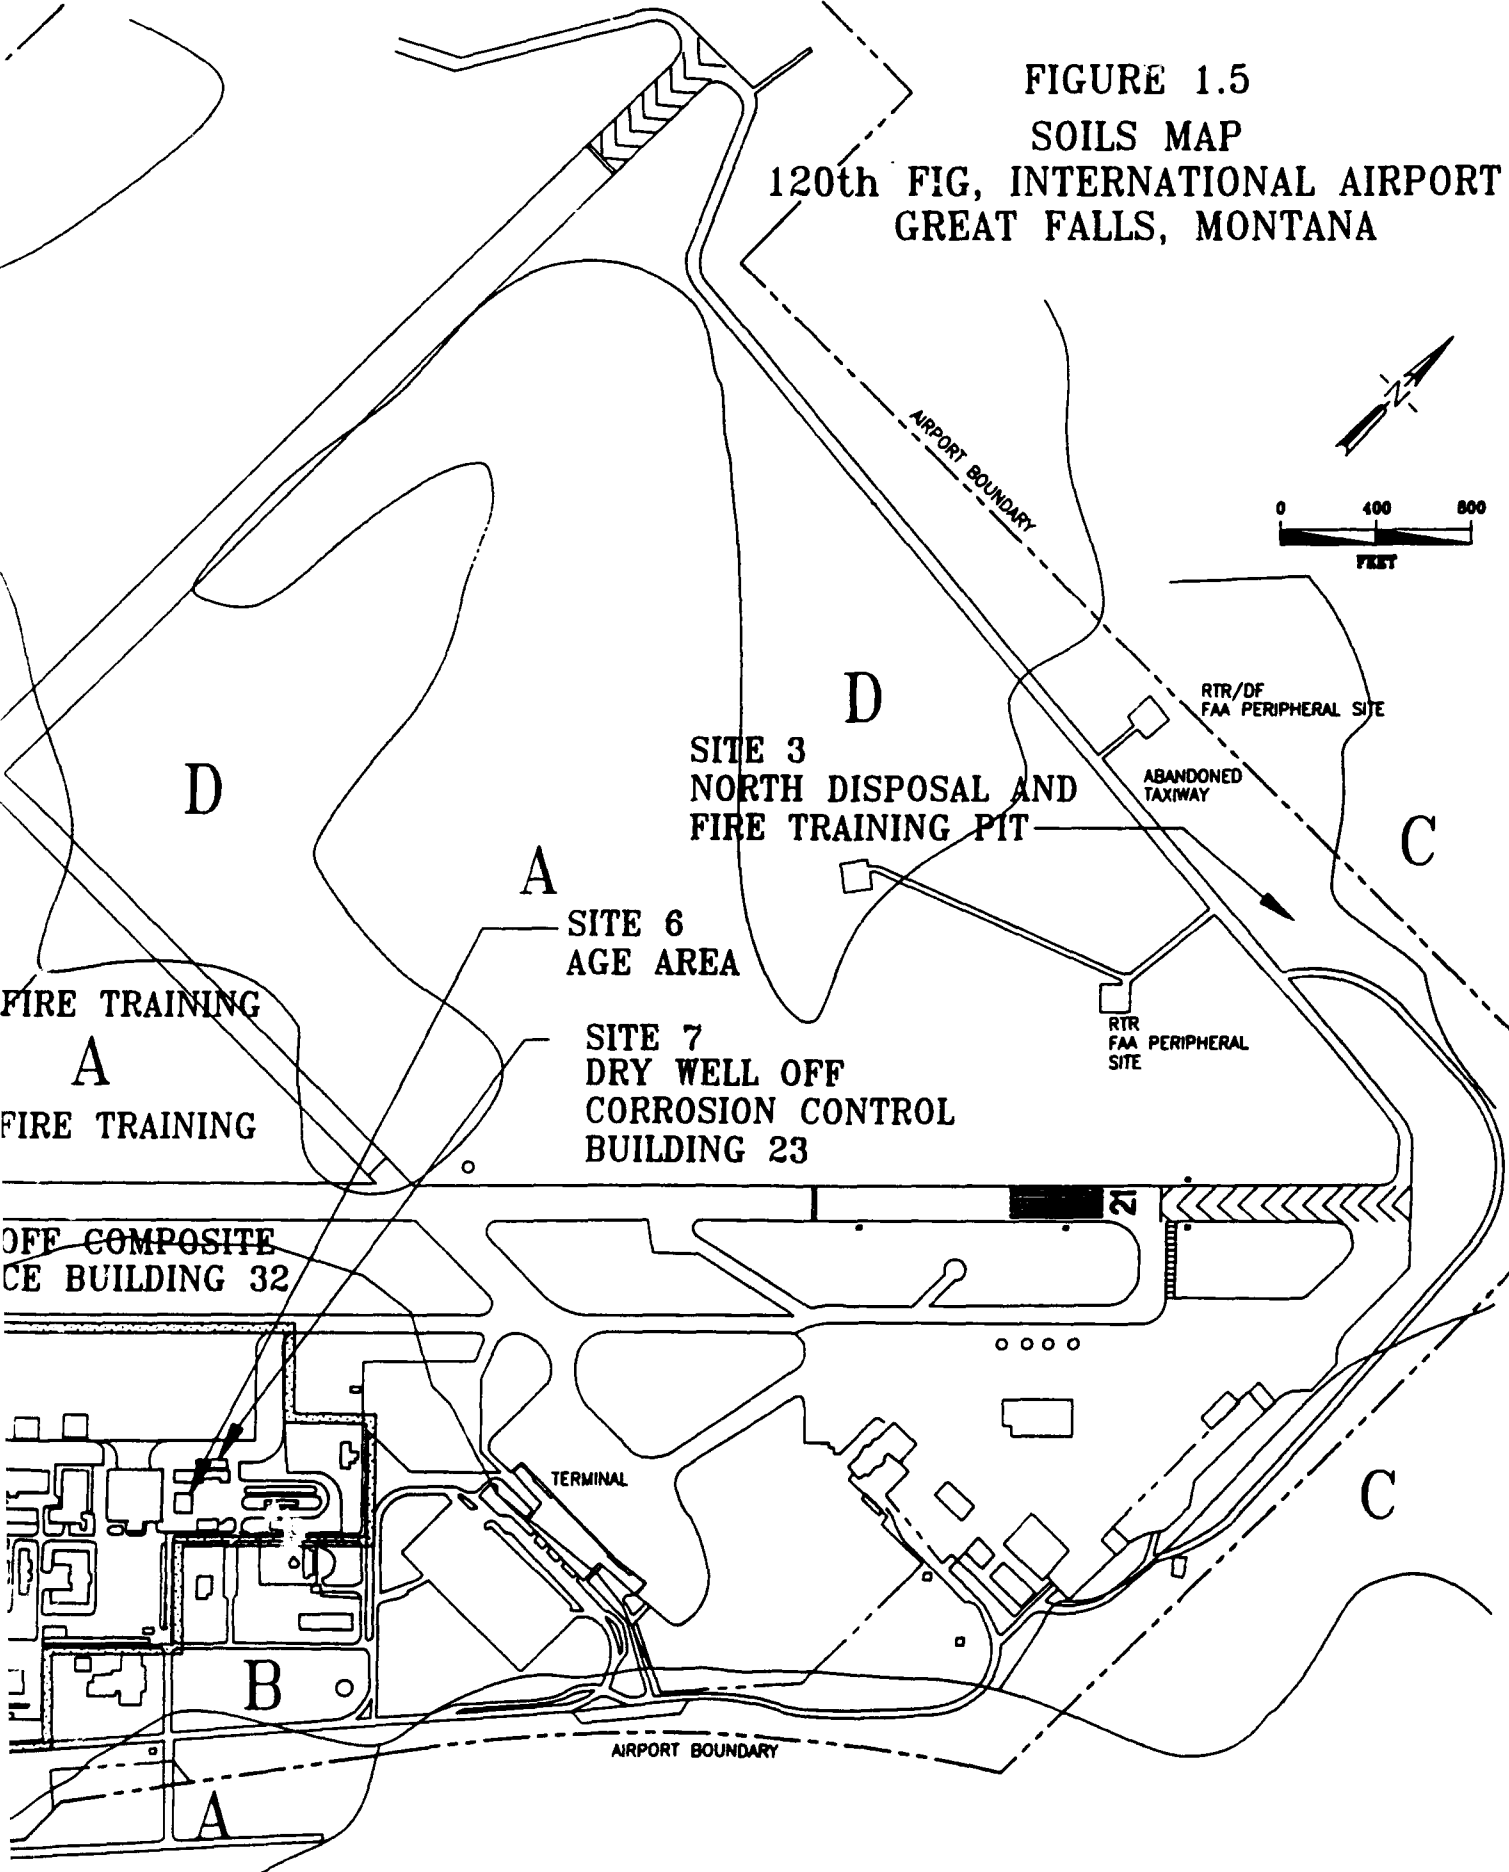 FIGURE 1.5
SOILS MAP
120th FIG, INTERNATIONAL AIRPORT
GREAT FALLS, MONTANA
N
0 400 800
FEET
AIRPORT BOUNDARY
RTR/DF
FAA PERIPHERAL SITE
D
SITE 3
NORTH DISPOSAL AND
FIRE TRAINING PIT
ABANDONED
TAXIWAY
D
C
A
SITE 6
AGE AREA
FIRE TRAINING
A
FIRE TRAINING
SITE 7
DRY WELL OFF
CORROSION CONTROL
BUILDING 23
RTR
FAA PERIPHERAL
SITE
21
OFF COMPOSITE
CE BUILDING 32
TERMINAL
C
B
AIRPORT BOUNDARY
A